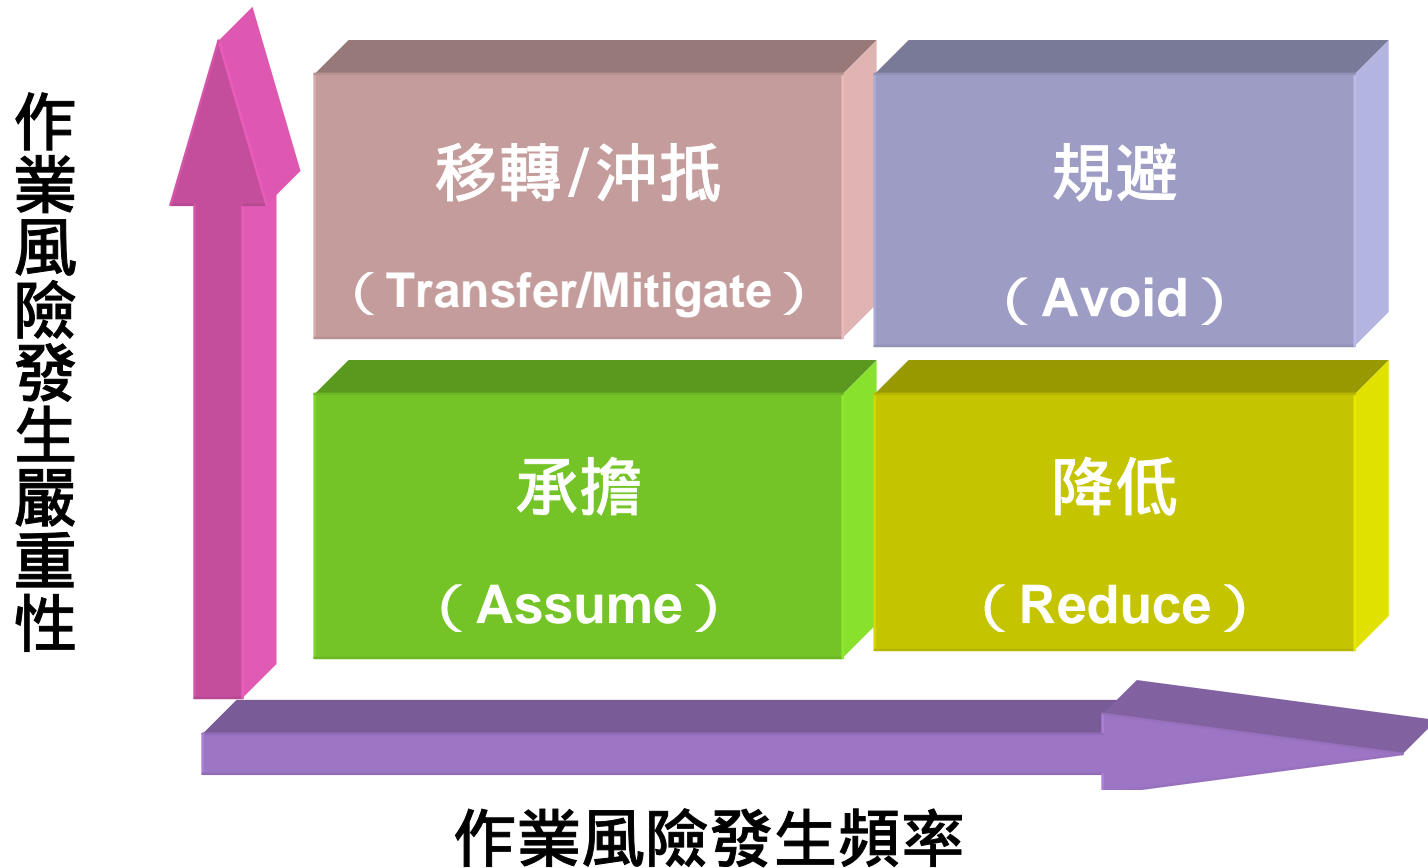 作業風險發生嚴重性
移轉/沖抵
（Transfer/Mitigate）
規避
（Avoid）
承擔
（Assume）
降低
（Reduce）
作業風險發生頻率